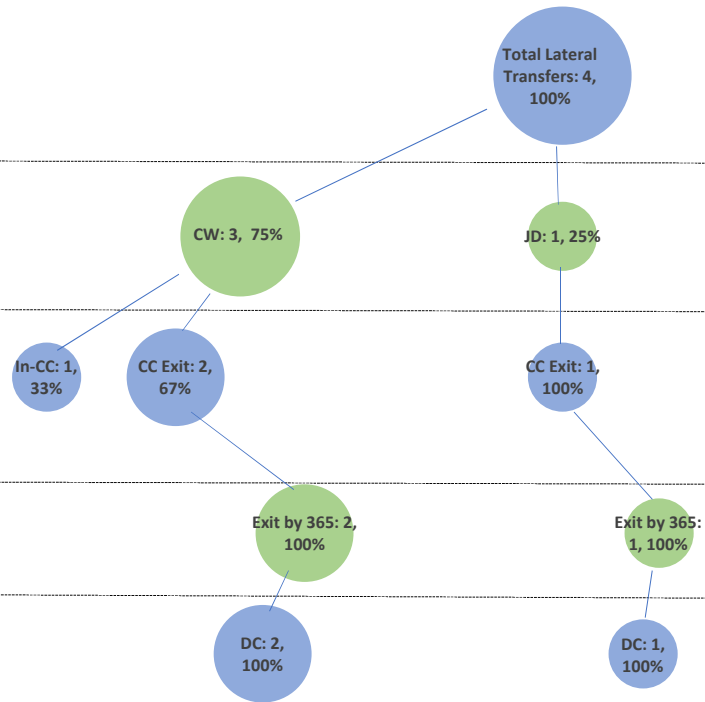 Total Lateral
Transfers: 4,
100%
CW: 3,  75%
JD: 1, 25%
In-CC: 1,
33%
CC Exit: 2,
67%
CC Exit: 1,
100%
Exit by 365: 2,
100%
Exit by 365:
1, 100%
DC: 2,
100%
DC: 1,
100%